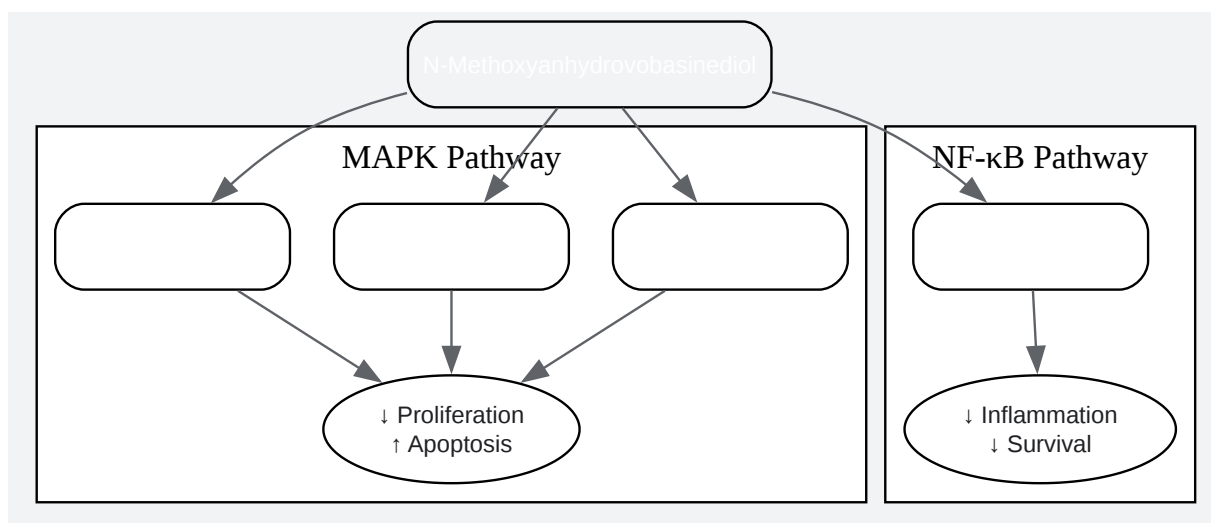 N-Methoxyanhydrovobasinediol
MAPK Pathway
NF-κB Pathway
↓ Proliferation
↑ Apoptosis
↓ Inflammation
↓ Survival